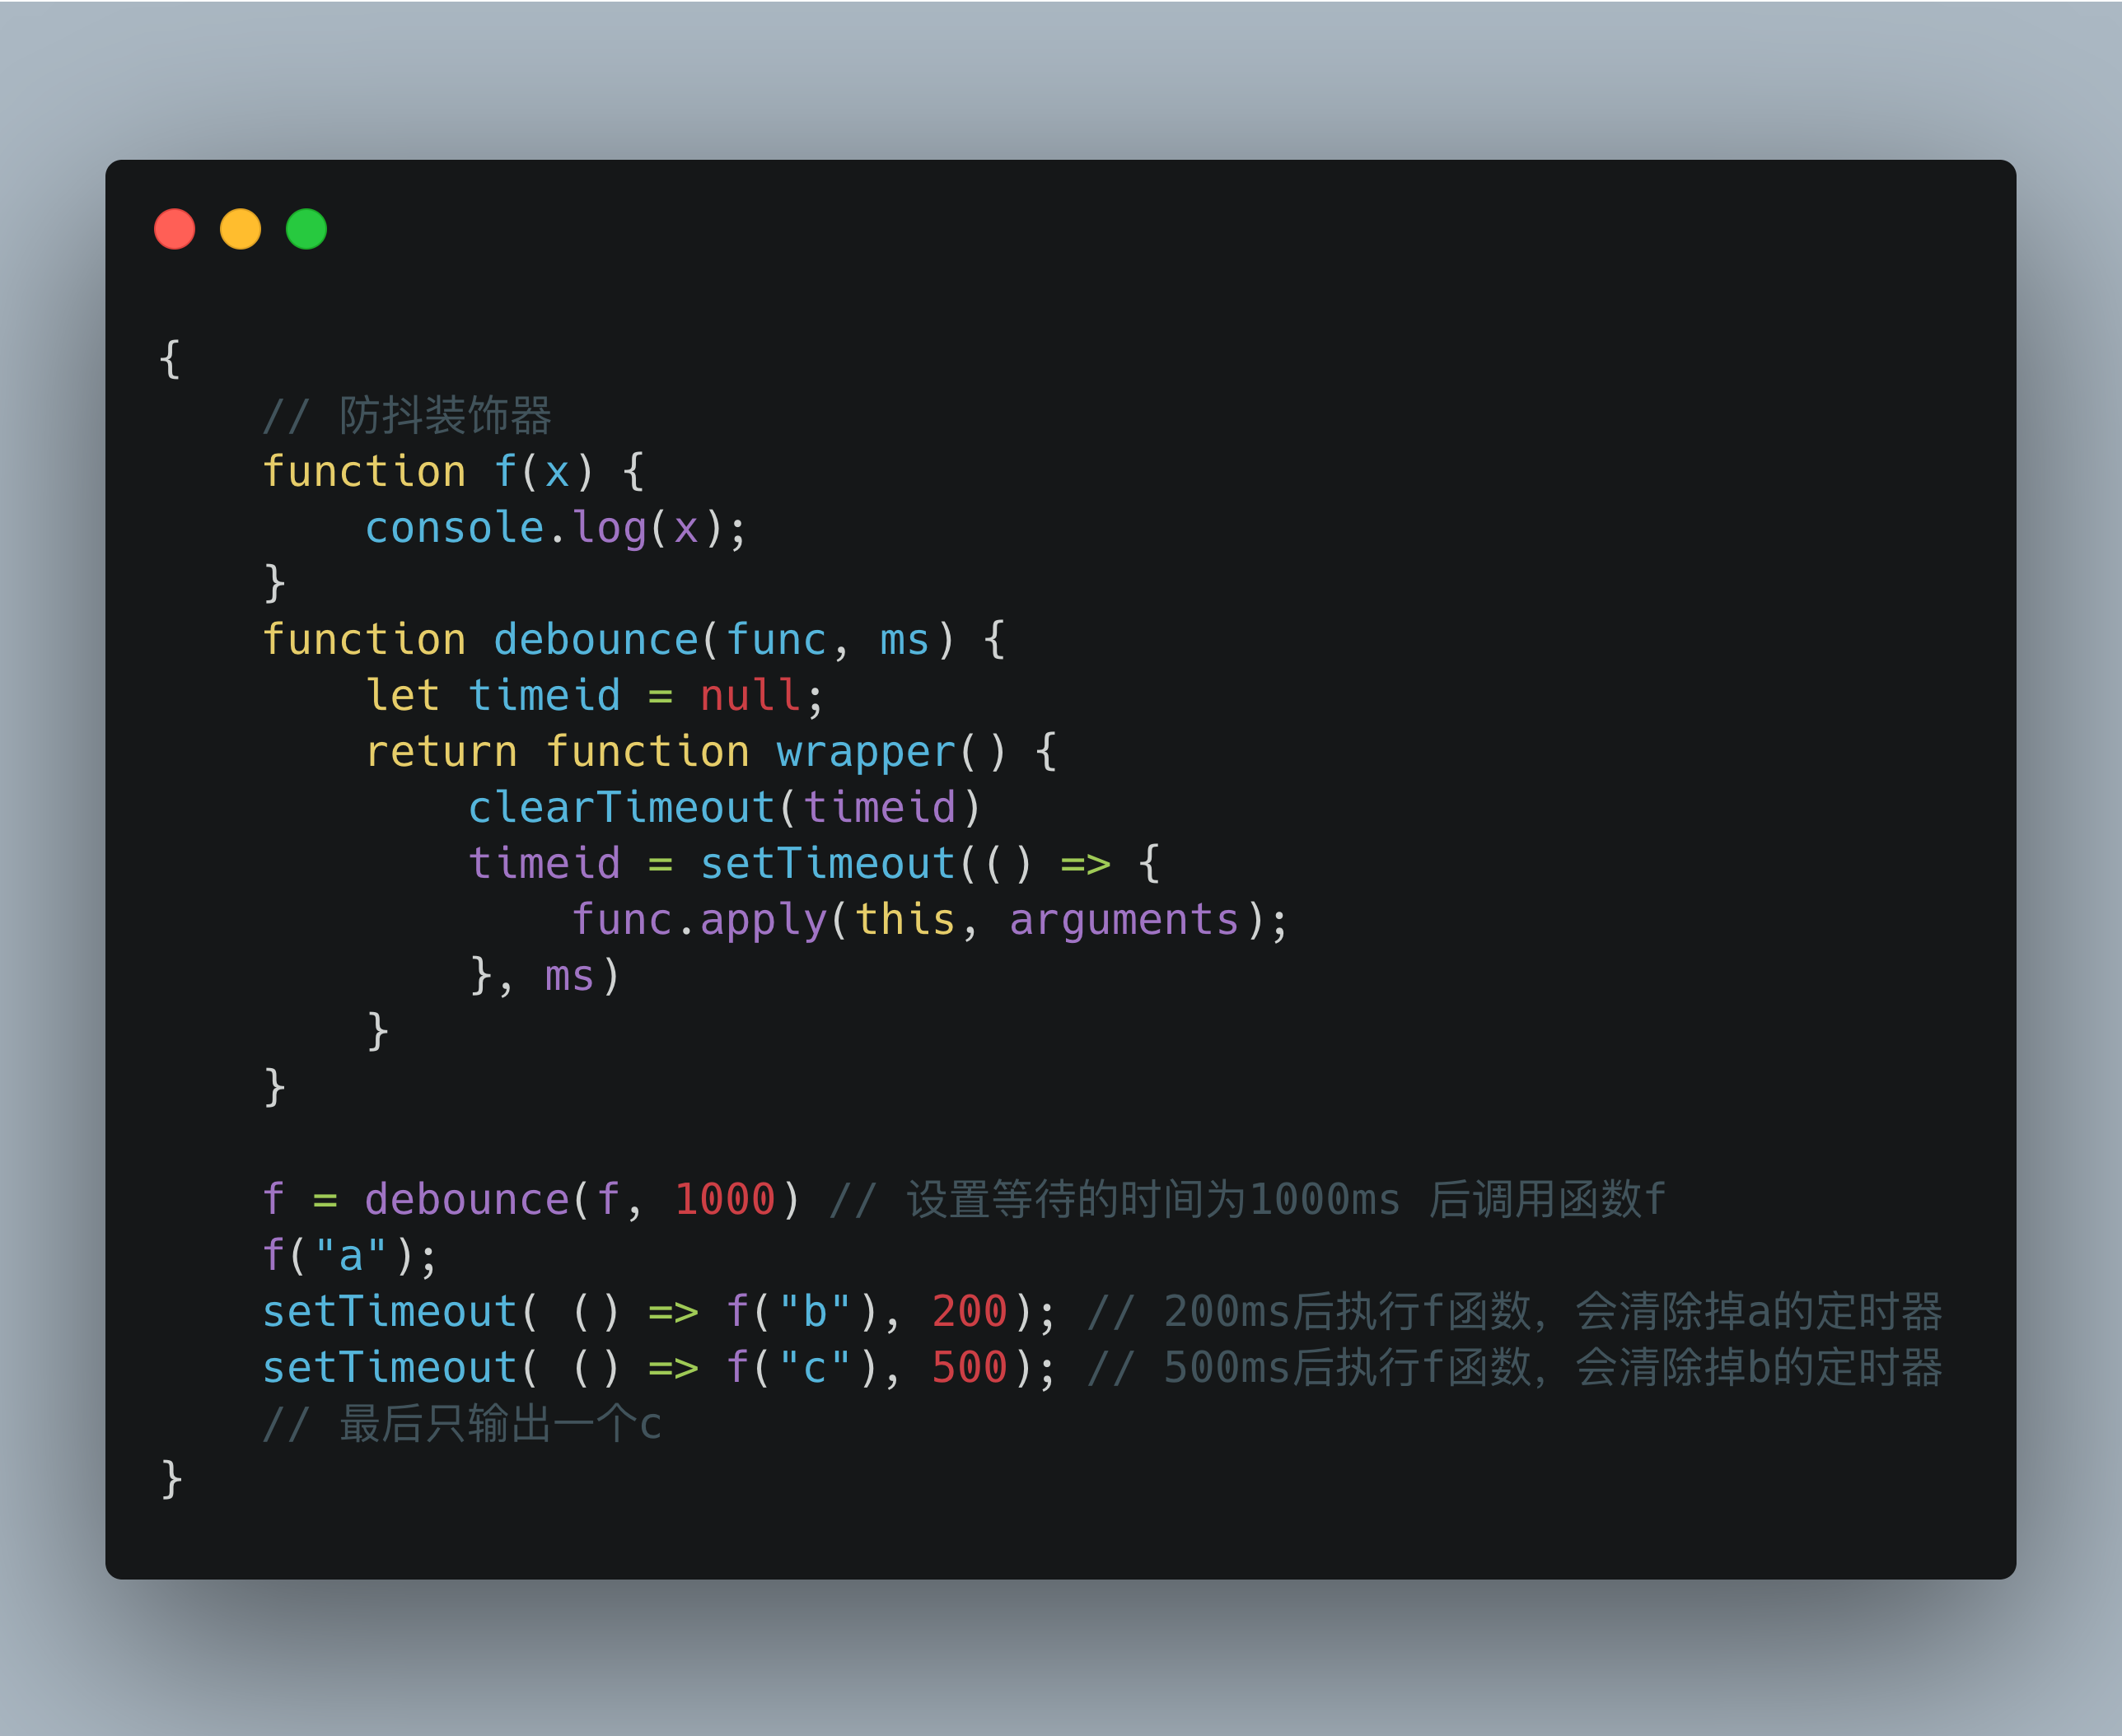 {
    // 防抖装饰器
    function f(x) {
        console.log(x);
    }
    function debounce(func, ms) {
        let timeid = null;
        return function wrapper() {
            clearTimeout(timeid)
            timeid = setTimeout(() => {
                func.apply(this, arguments);
            }, ms)
        }
    }

    f = debounce(f, 1000) // 设置等待的时间为1000ms 后调用函数f
    f("a");
    setTimeout( () => f("b"), 200); // 200ms后执行f函数，会清除掉a的定时器
    setTimeout( () => f("c"), 500); // 500ms后执行f函数，会清除掉b的定时器
    // 最后只输出一个c
}